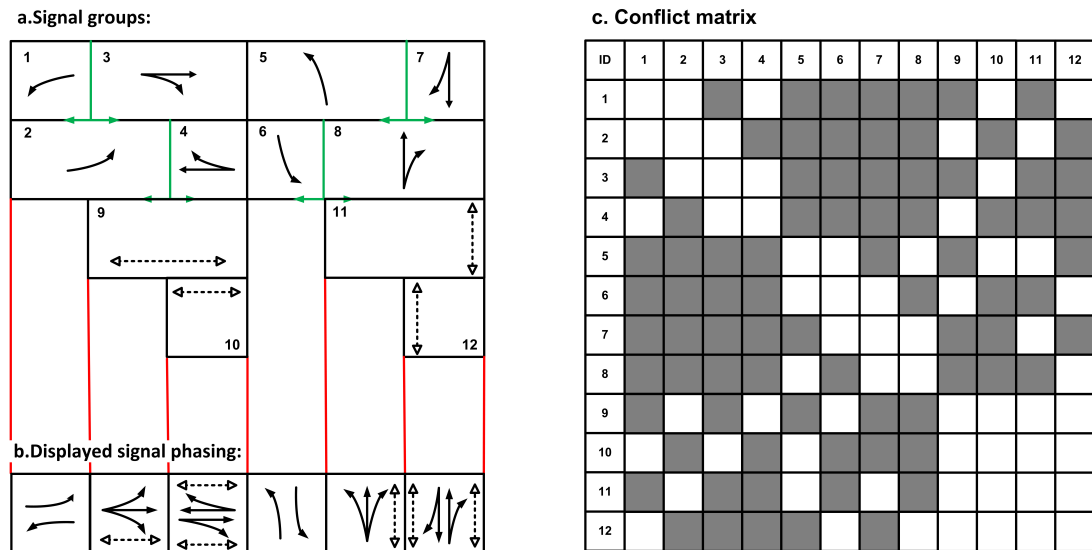 a.Signal groups:
1 3 5 7
2 4 6 8
9 11
10 12
b.Displayed signal phasing:
c. Conflict matrix
ID 1 2 3 4 5 6 7 8 9 10 11 12
1
2
3
4
5
6
7
8
9
10
11
12